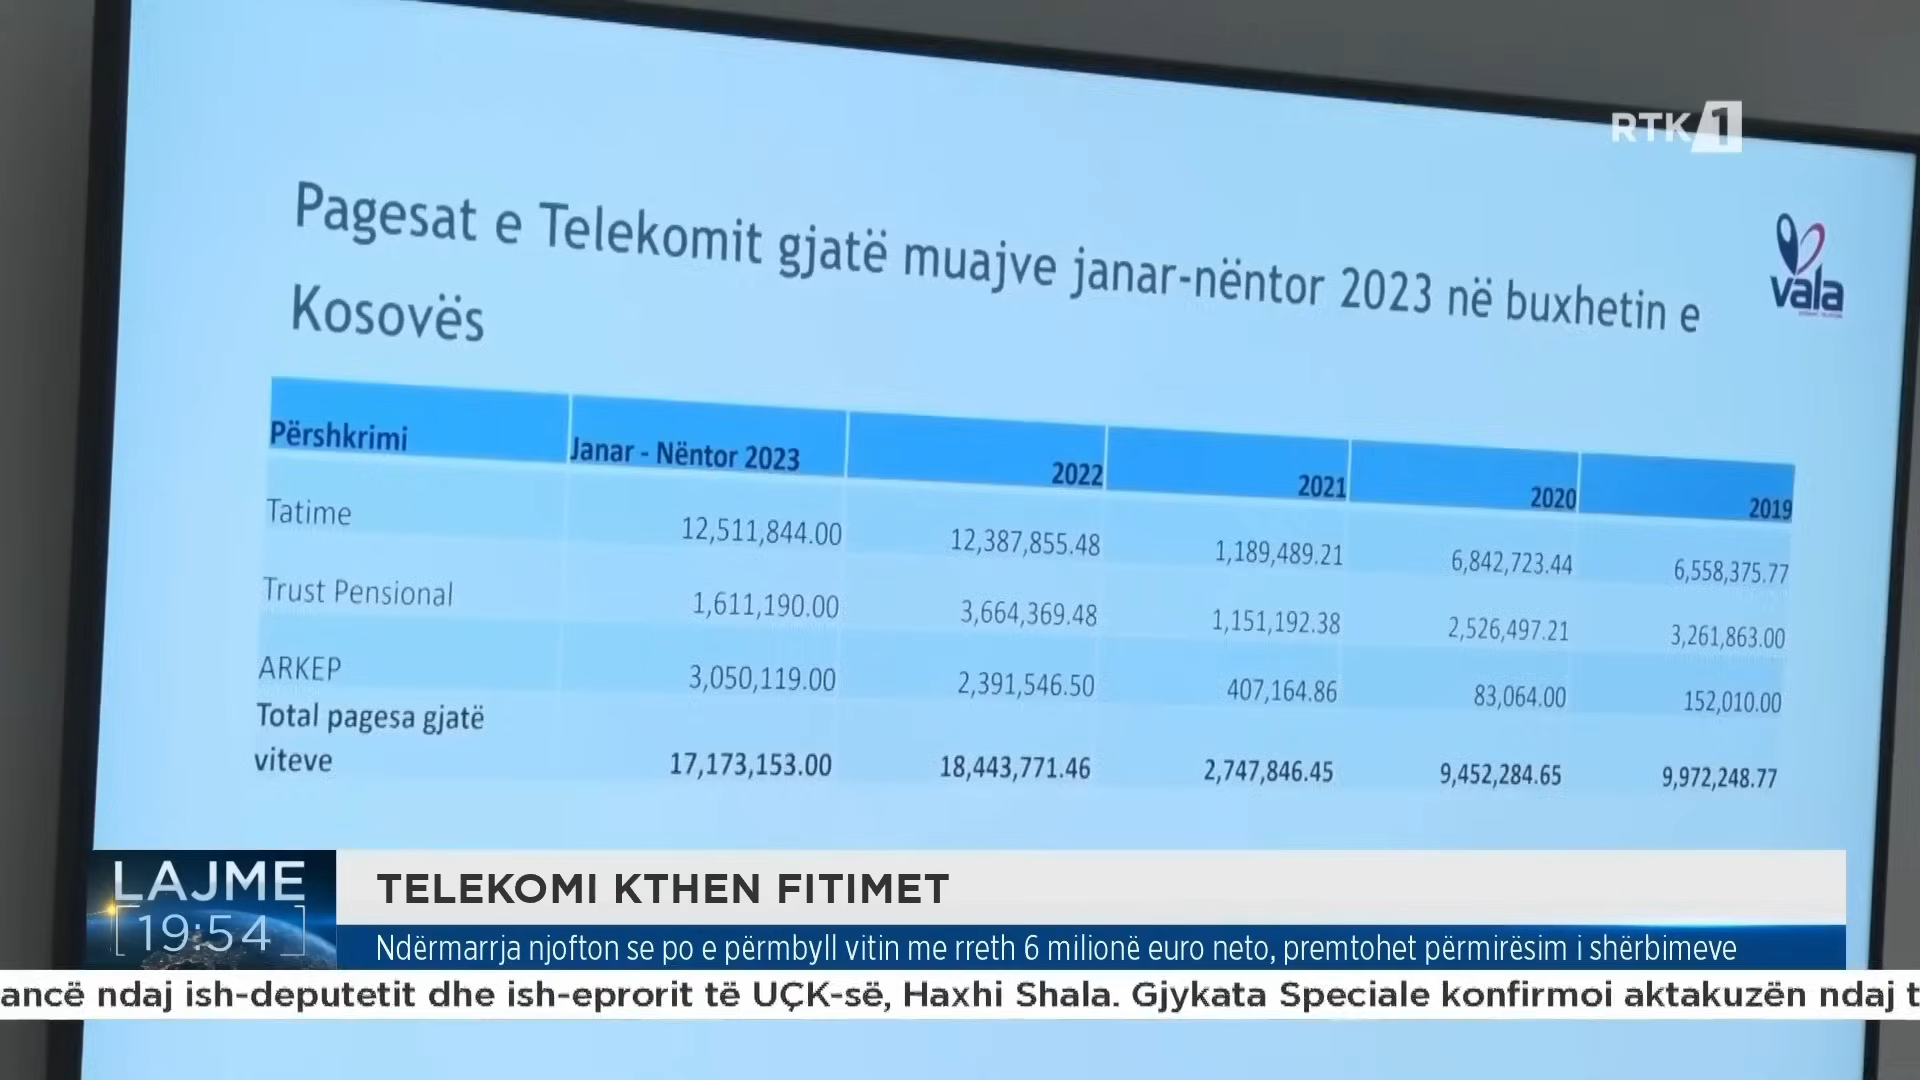 RTK 1
Pagesat e Telekomit gjatë muajve janar-nëntor 2023 në buxhetin e
Kosovës
vala
Përshkrimi Janar - Nëntor 2023 2022 2021 2020 2019
Tatime 12,511,844.00 12,387,855.48 1,189,489.21 6,842,723.44 6,558,375.77
Trust Pensional 1,611,190.00 3,664,369.48 1,151,192.38 2,526,497.21 3,261,863.00
ARKEP 3,050,119.00 2,391,546.50 407,164.86 83,064.00 152,010.00
Total pagesa gjatë
viteve 17,173,153.00 18,443,771.46 2,747,846.45 9,452,284.65 9,972,248.77
LAJME
19:54
TELEKOMI KTHEN FITIMET
Ndërmarrja njofton se po e përmbyll vitin me rreth 6 milionë euro neto, premtohet përmirësim i shërbimeve
ancë ndaj ish-deputetit dhe ish-eprorit të UÇK-së, Haxhi Shala. Gjykata Speciale konfirmoi aktakuzën ndaj t